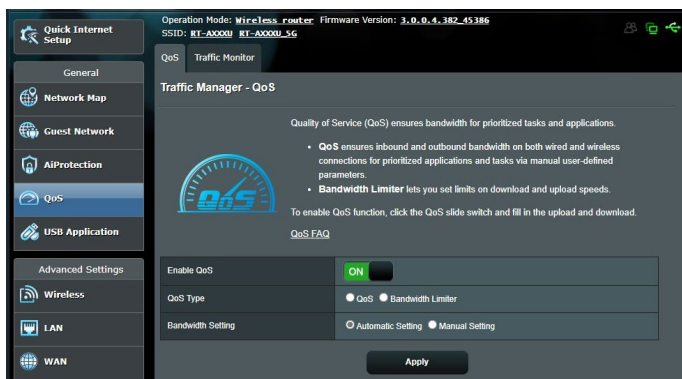 Quick Internet
Setup
Operation Mode: Wireless router Firmware Version: 3.0.0.4.382_45386
SSID: RT-AXXXU RT-AXXXU_5G
QoS Traffic Monitor
General
Network Map
Guest Network
AiProtection
QoS
USB Application
Advanced Settings
Wireless
LAN
WAN
Traffic Manager - QoS
Quality of Service (QoS) ensures bandwidth for prioritized tasks and applications.
• QoS ensures inbound and outbound bandwidth on both wired and wireless
connections for prioritized applications and tasks via manual user-defined
parameters.
• Bandwidth Limiter lets you set limits on download and upload speeds.
To enable QoS function, click the QoS slide switch and fill in the upload and download.
QoS FAQ
QoS
Enable QoS ON
QoS Type QoS Bandwidth Limiter
Bandwidth Setting Automatic Setting Manual Setting
Apply